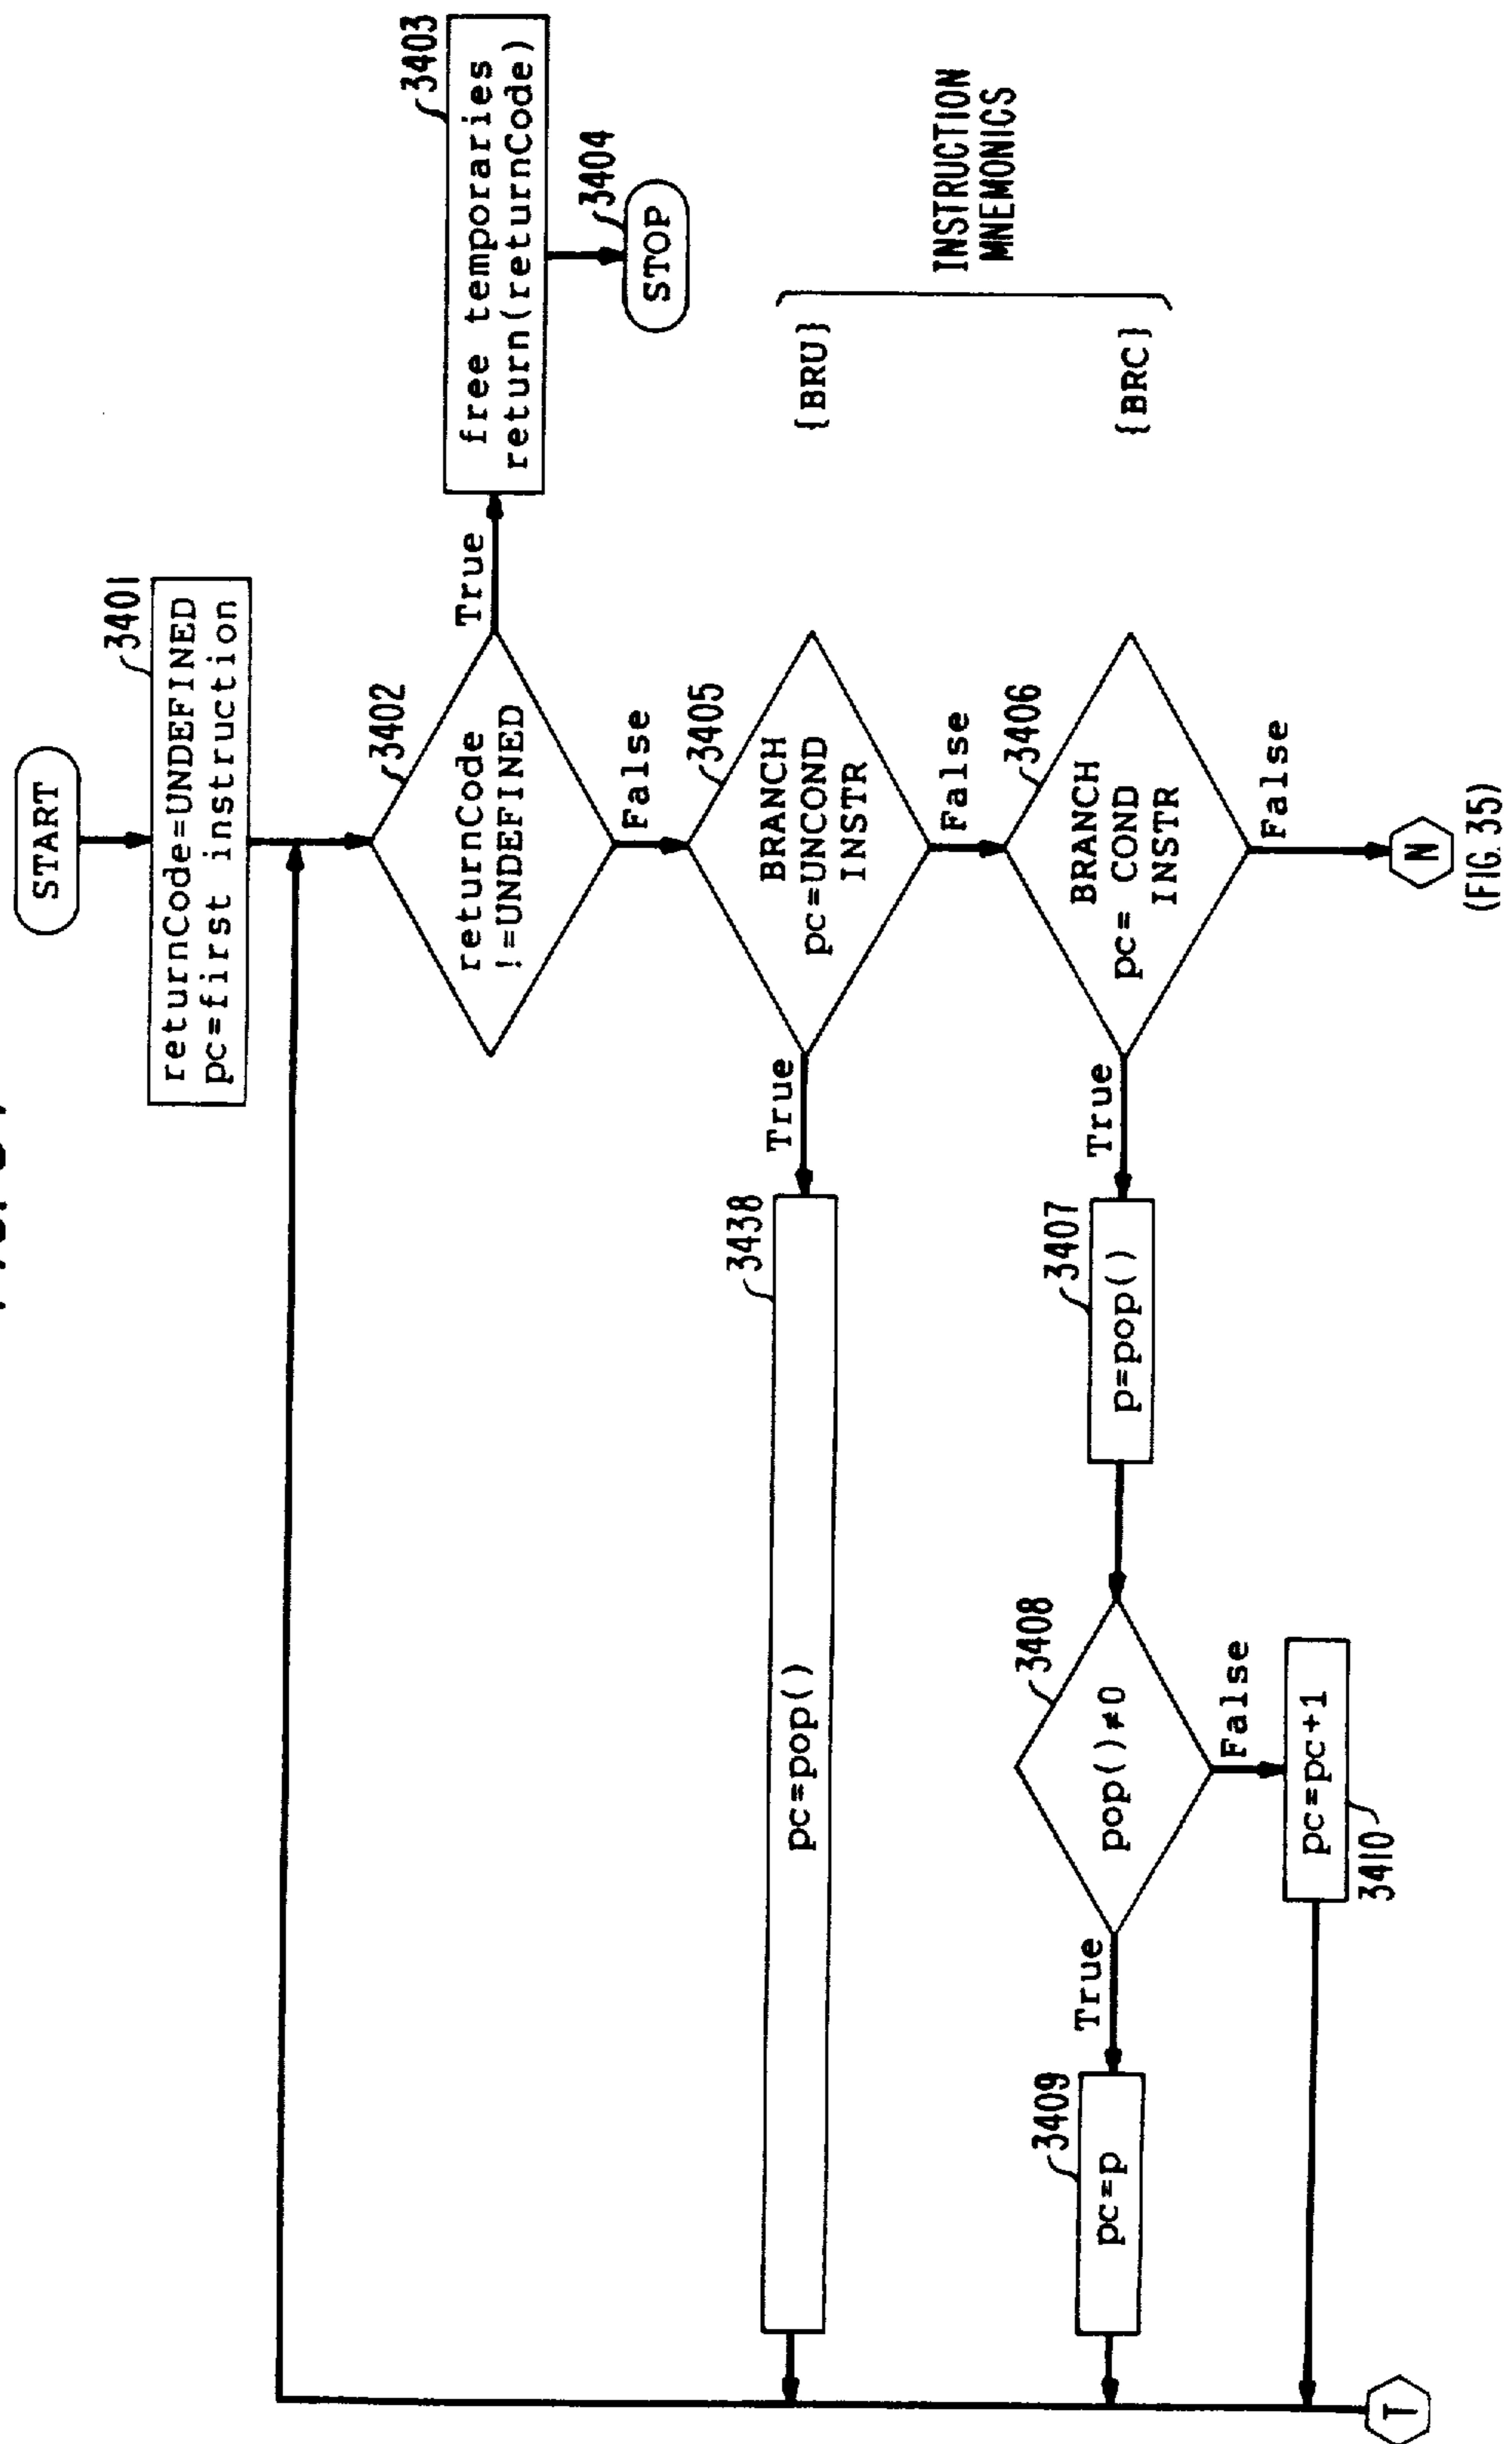 START
3401
returnCode=UNDEFINED
pc=first instruction
3402
returnCode
!=UNDEFINED
True
3403
free temporaries
return(returnCode)
3404
STOP
False
3405
BRANCH
pc=UNCOND
INSTR
True
3438
pc=pop()
{BRU}
False
3406
BRANCH
pc= COND
INSTR
True
3407
p=pop()
{BRC}
INSTRUCTION
MNEMONICS
3408
pop()≠0
True
3409
pc=p
False
pc=pc+1
3410
False
N
(FIG. 35)
T